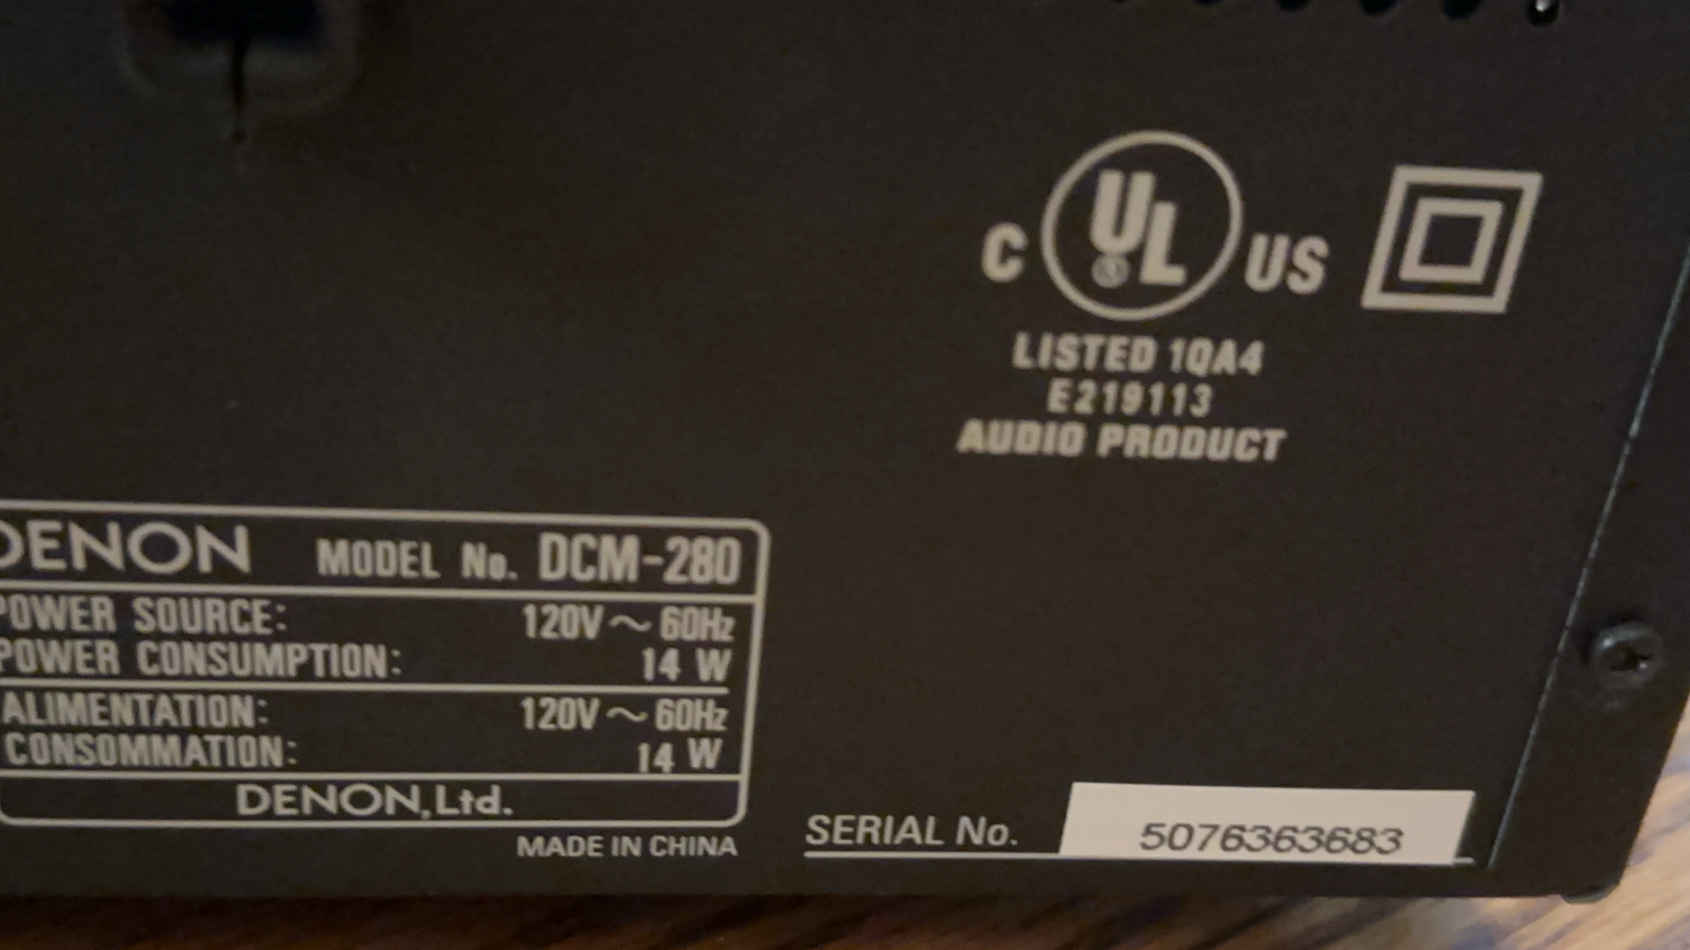 C UL US
LISTED 1QA4
E219113
AUDIO PRODUCT
DENON MODEL No. DCM-280
POWER SOURCE: 120V ~ 60Hz
POWER CONSUMPTION: 14 W
ALIMENTATION: 120V ~ 60Hz
CONSOMMATION: 14 W
DENON, Ltd.
MADE IN CHINA
SERIAL No. 5076363683